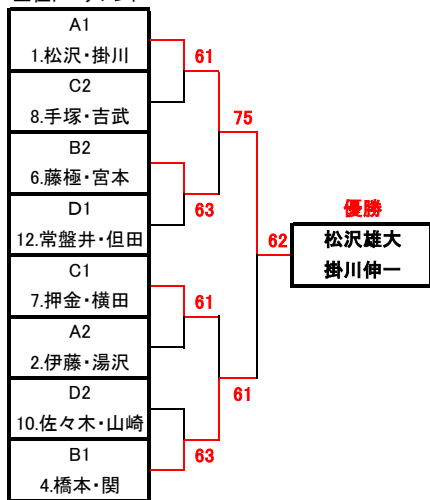 A1
1.松沢・掛川
C2
8.手塚・吉武
B2
6.藤極・宮本
D1
12.常盤井・但田
C1
7.押金・横田
A2
2.伊藤・湯沢
D2
10.佐々木・山崎
B1
4.橋本・関
61
63
61
63
75
61
62
優勝
松沢雄大
掛川伸一